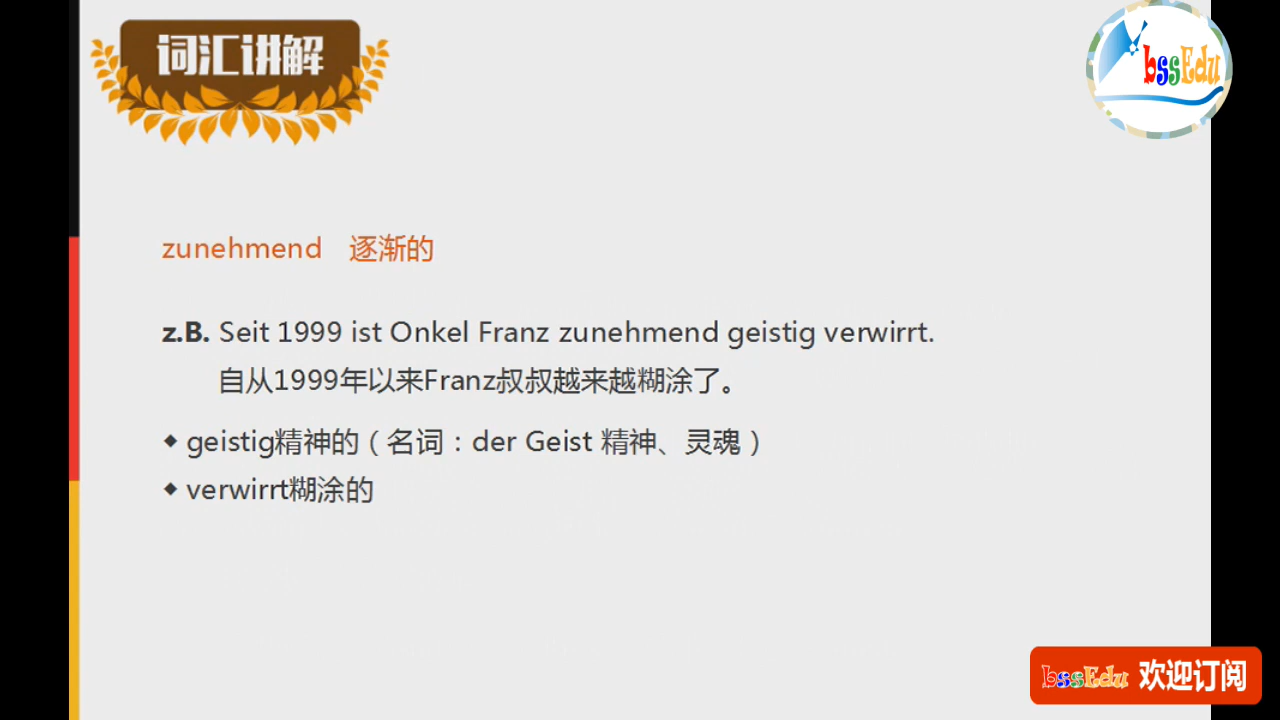 词汇讲解
bssEdu
zunehmend 逐渐的
z.B. Seit 1999 ist Onkel Franz zunehmend geistig verwirrt.
自从1999年以来Franz叔叔越来越糊涂了。
◆ geistig精神的（名词：der Geist 精神、灵魂）
◆ verwirrt糊涂的
bssEdu 欢迎订阅